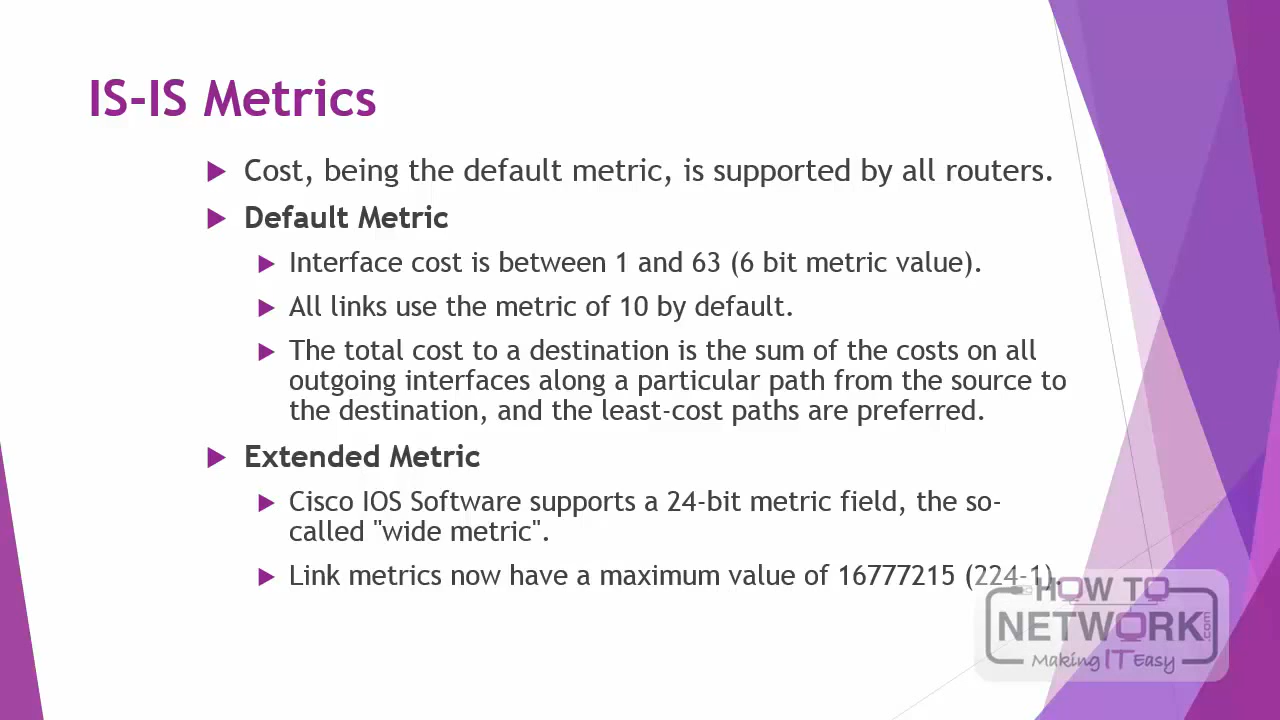 IS-IS Metrics
Cost, being the default metric, is supported by all routers.
Default Metric
Interface cost is between 1 and 63 (6 bit metric value).
All links use the metric of 10 by default.
The total cost to a destination is the sum of the costs on all
outgoing interfaces along a particular path from the source to
the destination, and the least-cost paths are preferred.
Extended Metric
Cisco IOS Software supports a 24-bit metric field, the so-
called "wide metric".
Link metrics now have a maximum value of 16777215 (224-1).
HOW TO
NETWORK.com
Making IT Easy